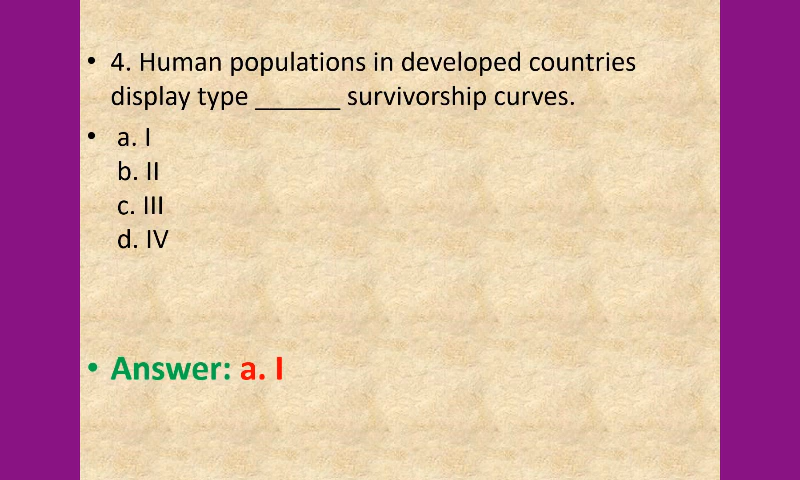 • 4. Human populations in developed countries
display type ______ survivorship curves.
• a. I
b. II
c. III
d. IV
• Answer: a. I